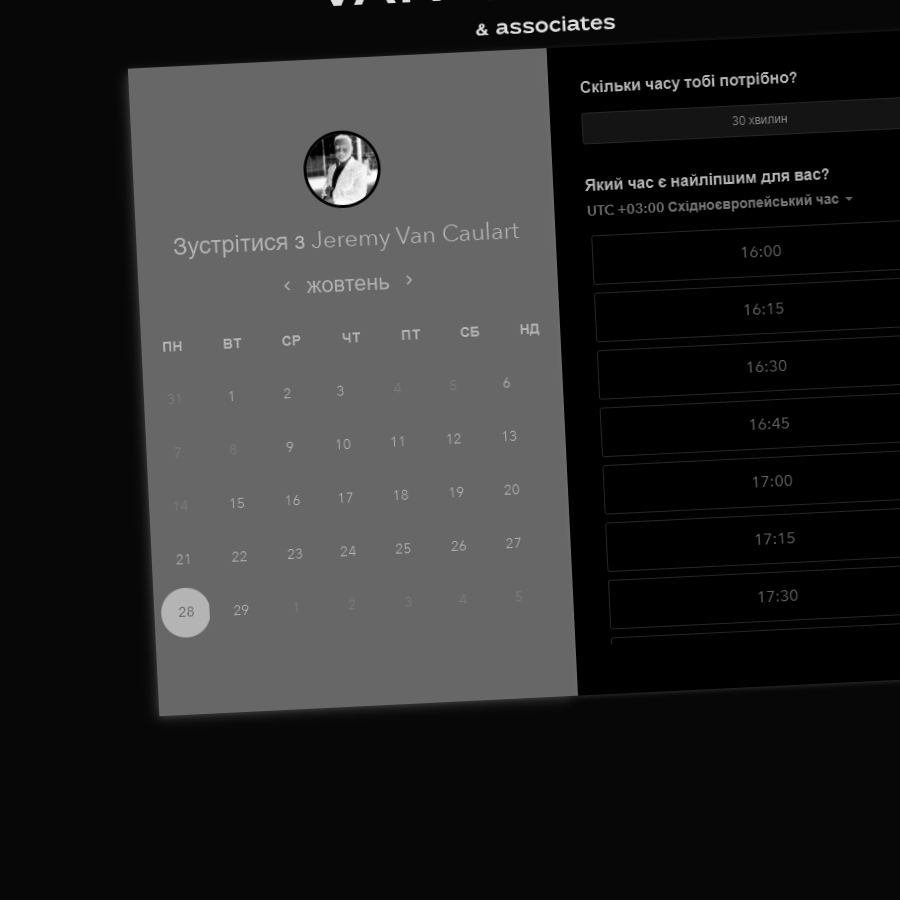 & associates
Скільки часу тобі потрібно?
30 хвилин
Який час є найліпшим для вас?
UTC +03:00 Східноєвропейський час
16:00
16:15
16:30
16:45
17:00
17:15
17:30
Зустрітися з Jeremy Van Caulart
жовтень
ПН ВТ СР ЧТ ПТ СБ НД
31 1 2 3 4 5 6
7 8 9 10 11 12 13
14 15 16 17 18 19 20
21 22 23 24 25 26 27
28 29 1 2 3 4 5